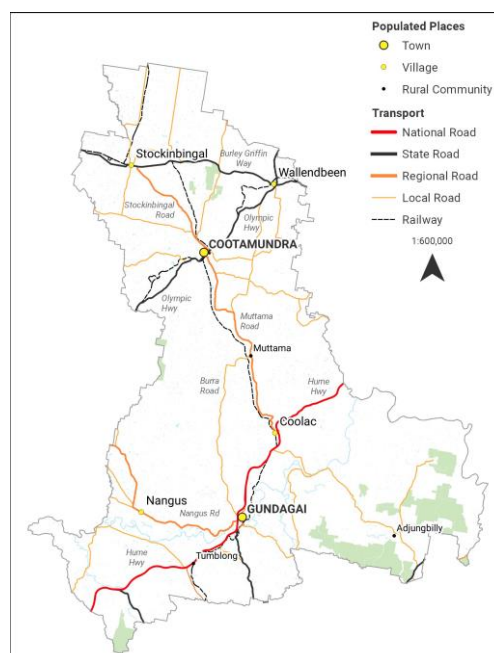 Populated Places
Town
Village
Rural Community
Transport
National Road
State Road
Regional Road
Local Road
Railway
1:600,000
Stockinbingal
Burley Griffin
Way
Wallendbeen
Stockinbingal
Road
Olympic
Hwy
COOTAMUNDRA
Olympic
Hwy
Muttama
Road
Muttama
Burra
Road
Hume
Hwy
Coolac
Nangus
Nangus Rd
GUNDAGAI
Adjungbilly
Hume
Hwy
Tumblong